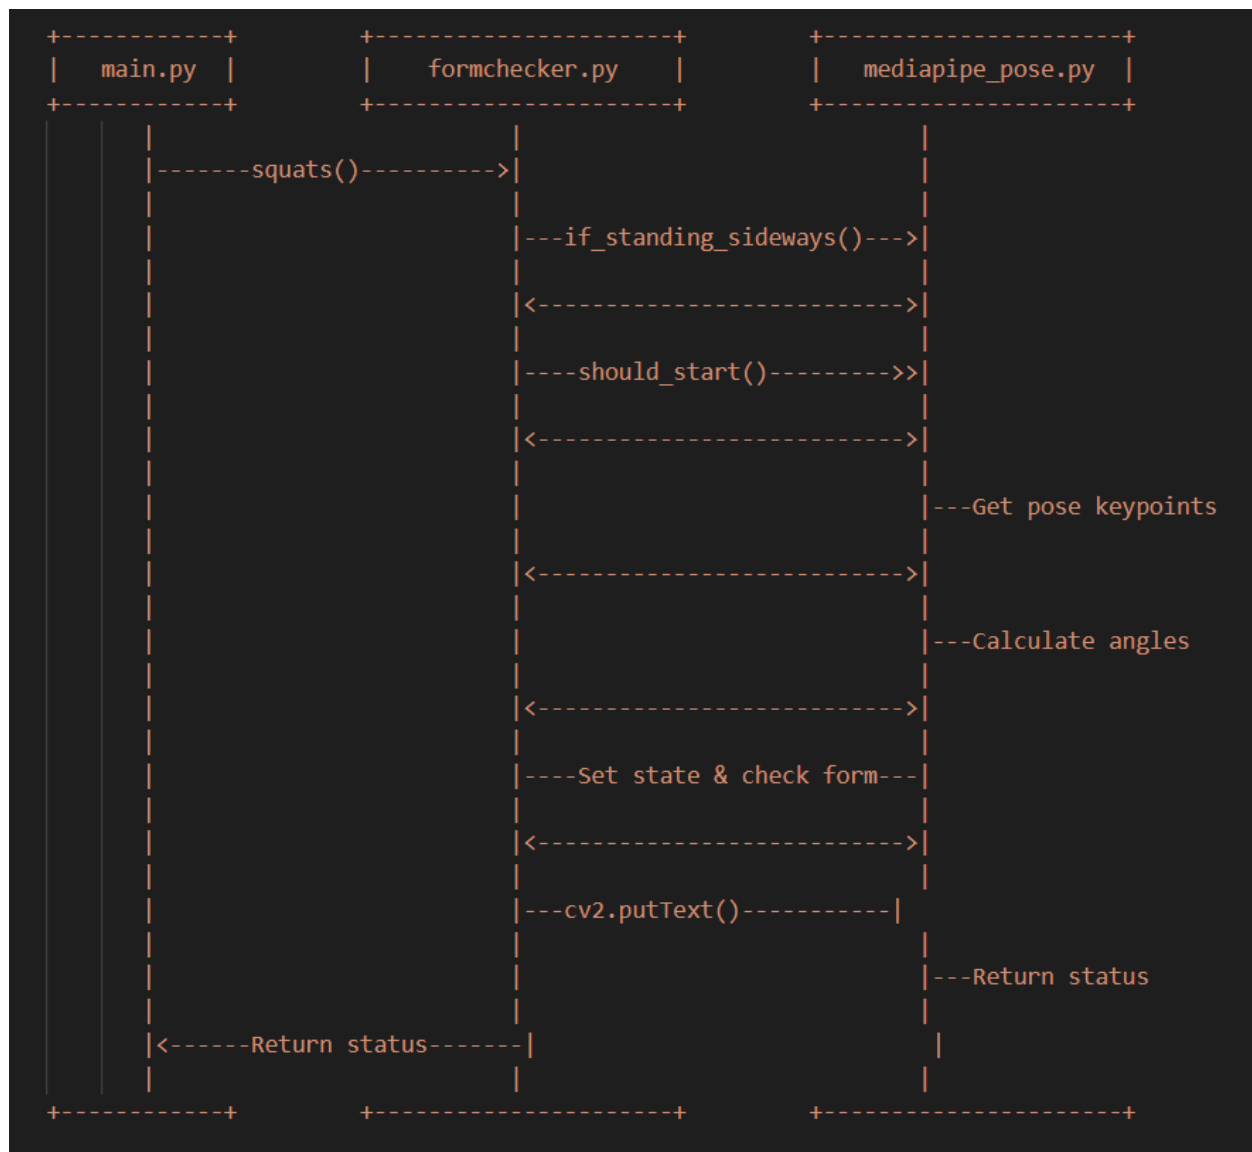 +------------+         +----------------------+         +----------------------+
|   main.py  |         |    formchecker.py    |         |   mediapipe_pose.py  |
+------------+         +----------------------+         +----------------------+
       |                          |                             |
       |-------squats()---------->|                             |
       |                          |                             |
       |                          |---if_standing_sideways()--->|
       |                          |                             |
       |                          |<--------------------------->|
       |                          |                             |
       |                          |----should_start()--------->>|
       |                          |                             |
       |                          |<--------------------------->|
       |                          |                             |
       |                          |                             |---Get pose keypoints
       |                          |                             |
       |                          |<--------------------------->|
       |                          |                             |
       |                          |                             |---Calculate angles
       |                          |                             |
       |                          |<--------------------------->|
       |                          |                             |
       |                          |----Set state & check form---|
       |                          |                             |
       |                          |<--------------------------->|
       |                          |                             |
       |                          |---cv2.putText()-----------|
       |                          |                             |
       |                          |                             |---Return status
       |                          |                             |
       |<------Return status-------|                             |
       |                          |                             |
+------------+         +----------------------+         +----------------------+